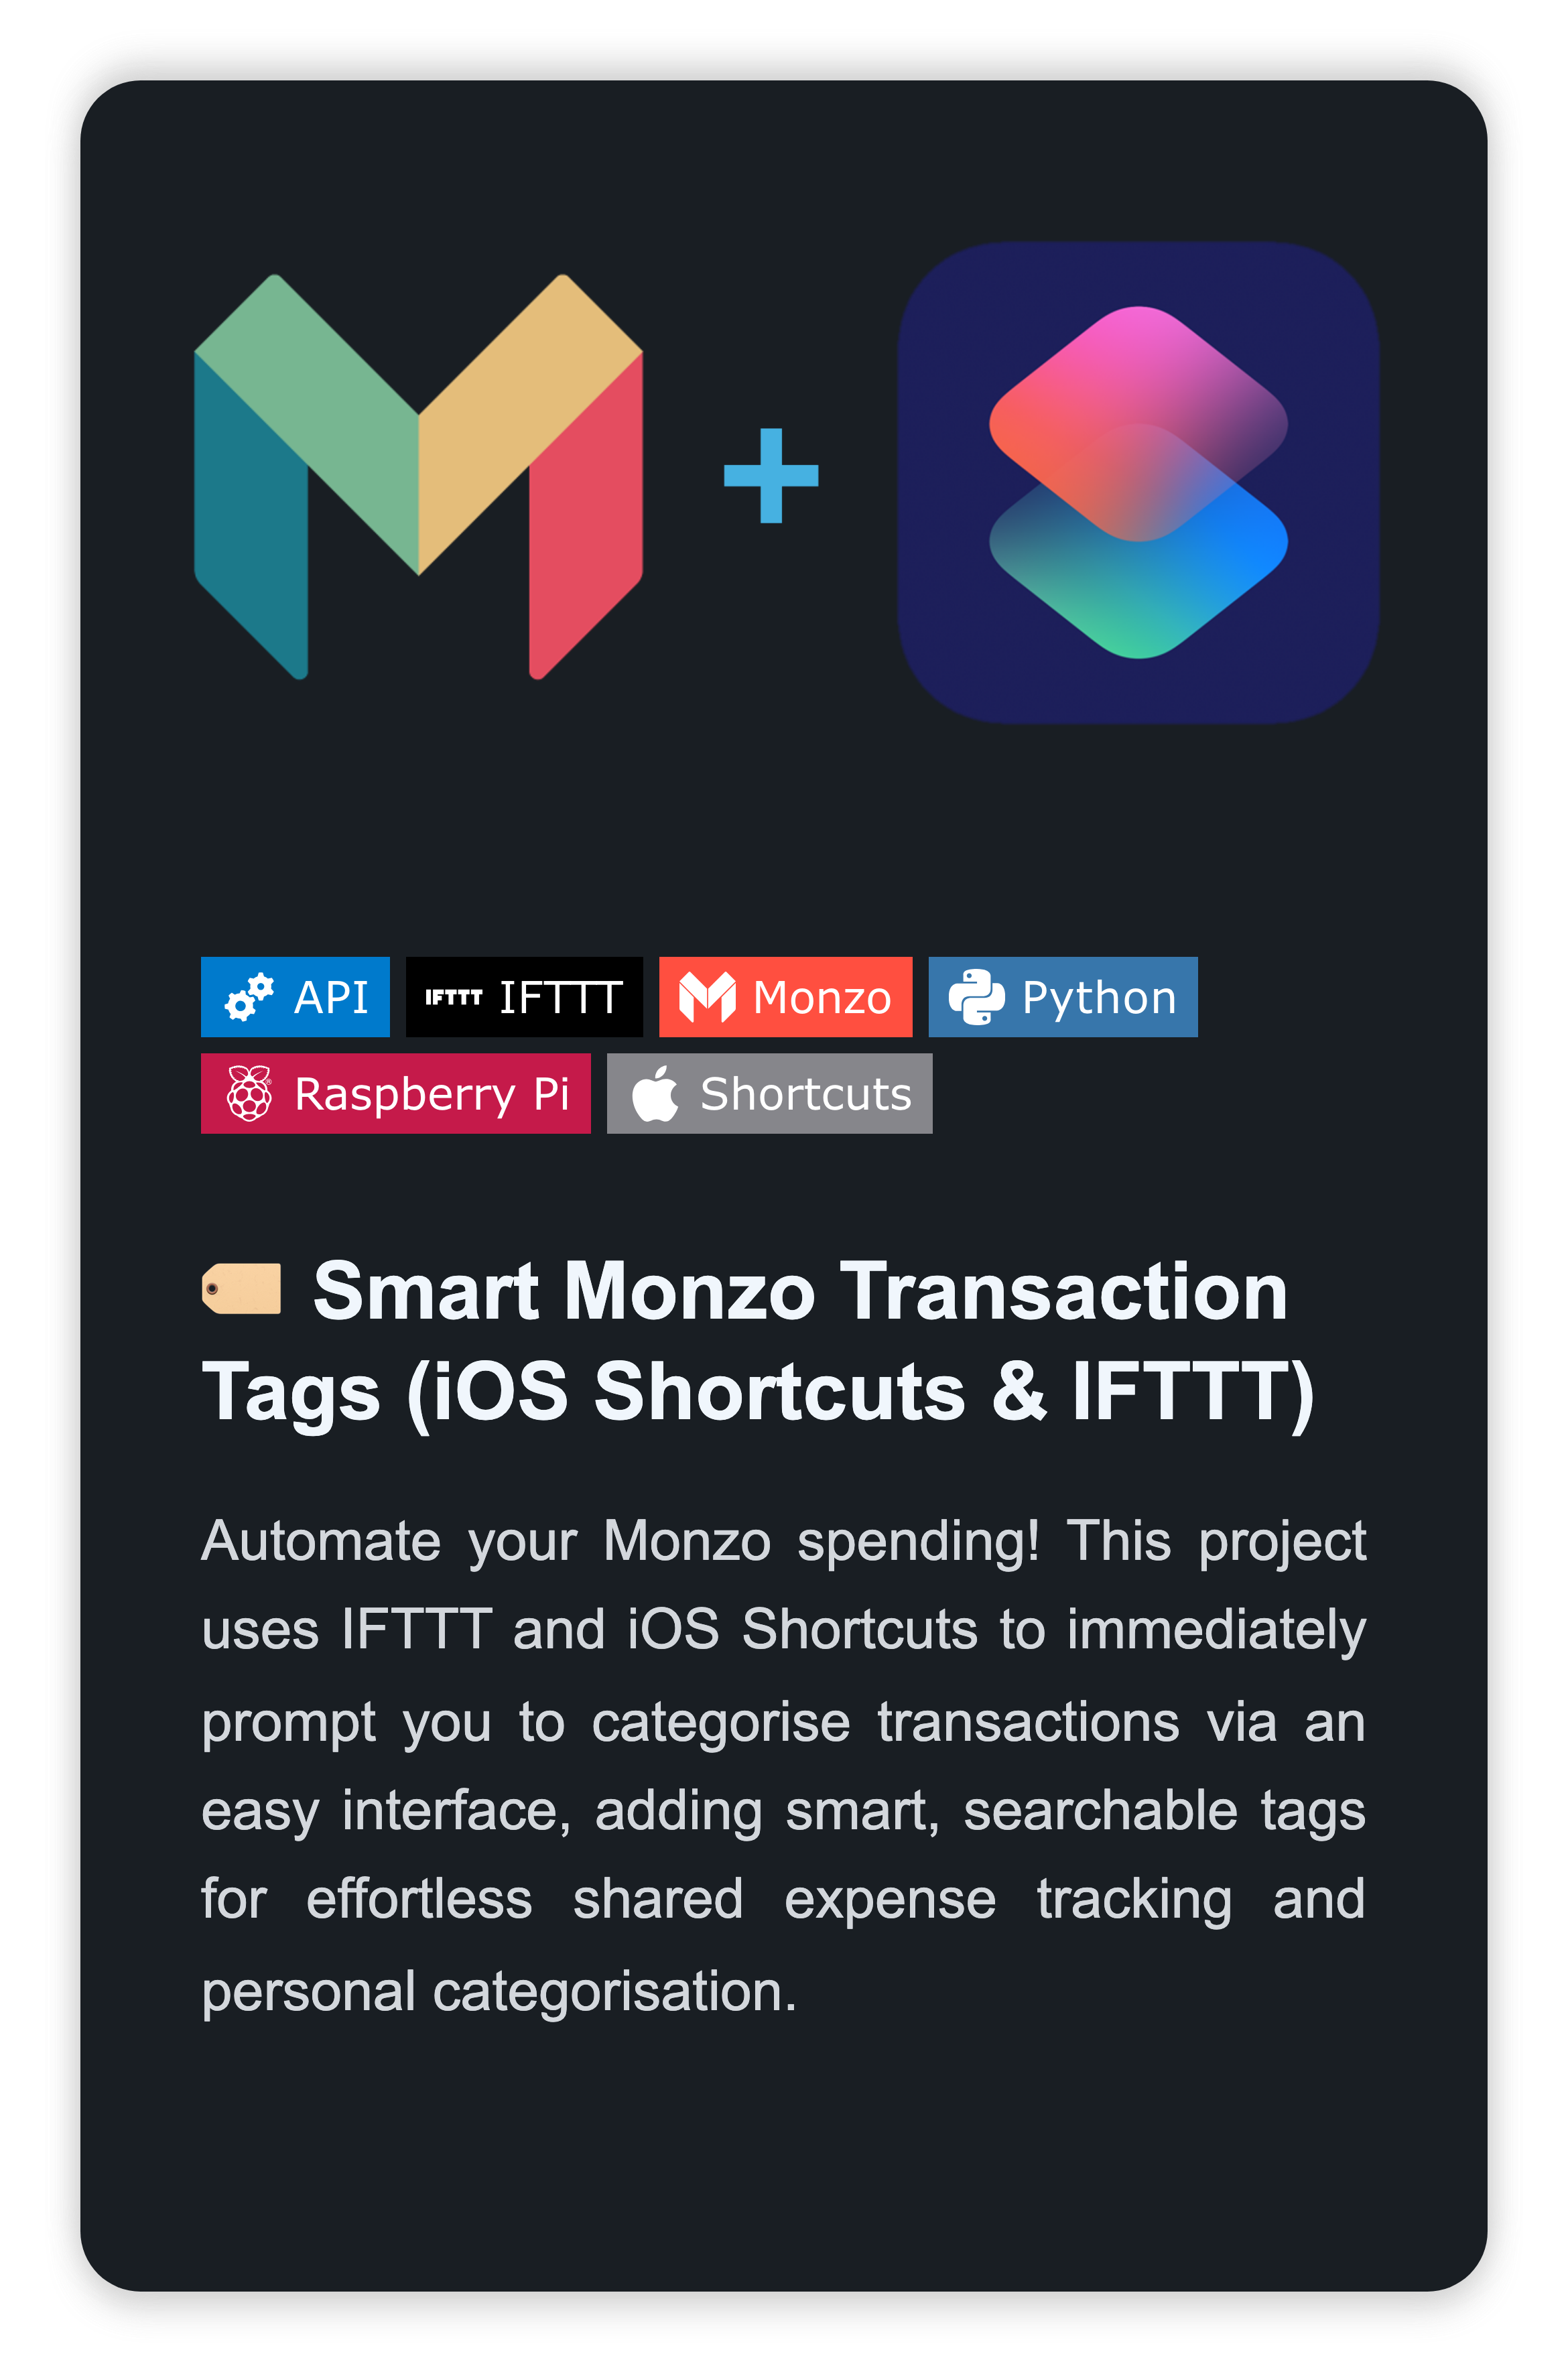 API IFTTT IFTTT Monzo Python
Raspberry Pi Shortcuts
Smart Monzo Transaction
Tags (iOS Shortcuts & IFTTT)
Automate your Monzo spending! This project
uses IFTTT and iOS Shortcuts to immediately
prompt you to categorise transactions via an
easy interface, adding smart, searchable tags
for effortless shared expense tracking and
personal categorisation.